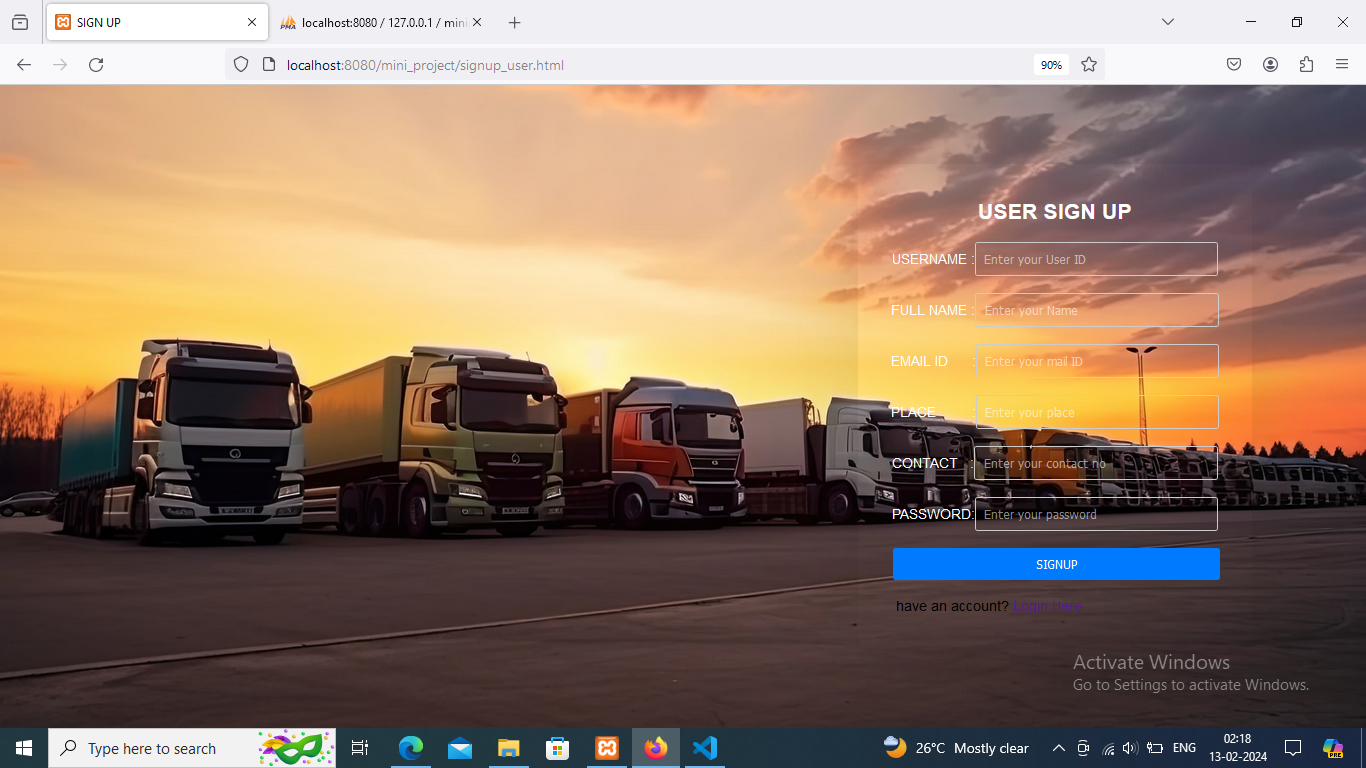 SIGN UP
localhost:8080 / 127.0.0.1 / mini
localhost:8080/mini_project/signup_user.html
90%
USER SIGN UP
USERNAME : Enter your User ID
FULL NAME : Enter your Name
EMAIL ID : Enter your mail ID
PLACE : Enter your place
CONTACT : Enter your contact no
PASSWORD: Enter your password
SIGNUP
have an account? Login Here
Activate Windows
Go to Settings to activate Windows.
Type here to search
26°C Mostly clear
ENG
02:18
13-02-2024
PMA
PRE